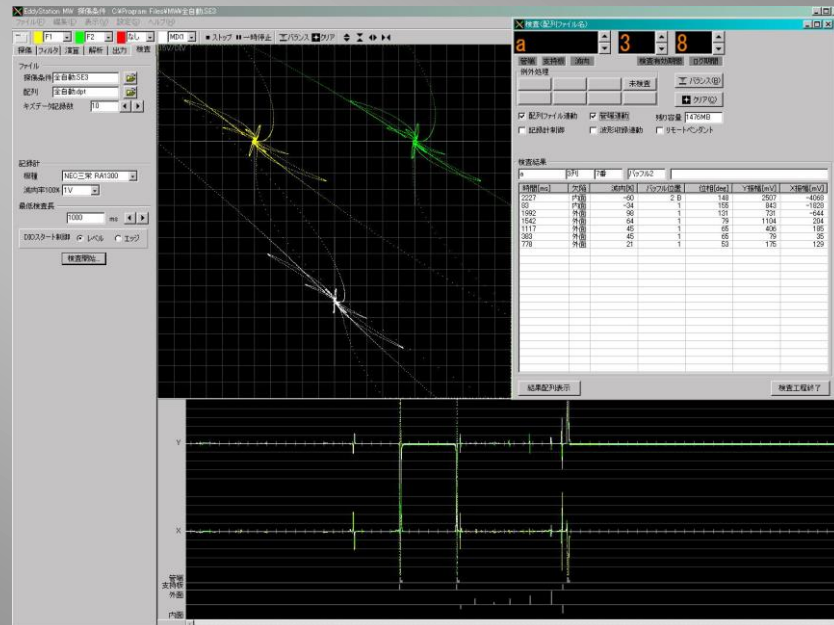 EddyStation MW 探傷条件 C:¥Program Files¥MW¥全自動.SE3
ファイル(F) 編集(E) 表示(V) 設定(S) ヘルプ(H)
F1 F2 なし MIX1 ■ストップ 一時停止 バランス クリア
探傷 フィルタ 演算 解析 出力 検査
ファイル
探傷条件 全自動.SE3
配列 全自動.dpt
キズデータ記録数 10
記録計
機種 NEC三栄 RA1300
減肉率100% 1V
最低検査長
1000 ms
DIOスタート制御 レベル エッジ
検査開始...
検査(配列ファイル名)
a 3 8
管端 支持板 減肉 検査有効期間 ログ期間
例外処理
未検査
バランス(B)
クリア(C)
配列ファイル連動 管端連動 残り容量 1476MB
記録計制御 波形収録連動 リモートペンダント
検査結果
a 3列 7番 バッフル2
時間[ms] 欠陥 減肉[%] バッフル位置 位相[deg] Y振幅[mV] X振幅[mV]
2227 内面 -60 2 B 148 2507 -4068
83 内面 -34 1 155 843 -1828
1992 外面 98 1 131 731 -644
1542 外面 64 1 79 1104 204
1117 外面 45 1 65 406 185
383 外面 45 1 65 79 35
778 外面 21 1 53 175 129
結果配列表示 検査工程終了
Y
X
管端
支持板
外面
内面